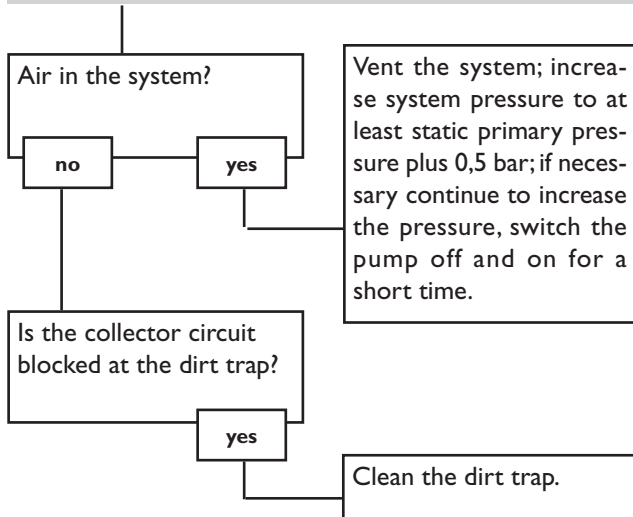 Air in the system?
no
yes
Vent the system; increa-
se system pressure to at
least static primary pres-
sure plus 0,5 bar; if neces-
sary continue to increase
the pressure, switch the
pump off and on for a
short time.
Is the collector circuit
blocked at the dirt trap?
yes
Clean the dirt trap.